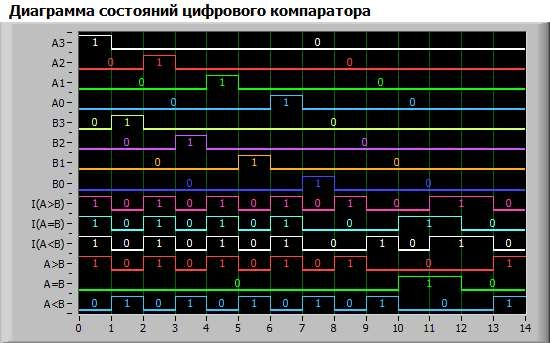 Диаграмма состояний цифрового компаратора
A3 1 0
A2 0 1 0
A1 0 1 0
A0 0 1 0
B3 0 1 0
B2 0 1 0
B1 0 1 0
B0 0 1 0
I(A>B) 1 0 1 0 1 0 1 0 1 0 1 0
I(A=B) 1 0 1 0 1 0 1 0 1 0
I(A<B) 1 0 1 0 1 0 1 0 1 0 1 0
A>B 1 0 1 0 1 0 1 0 1 0 1
A=B 0 1 0
A<B 0 1 0 1 0 1 0 1 0 1 0 1
0 1 2 3 4 5 6 7 8 9 10 11 12 13 14